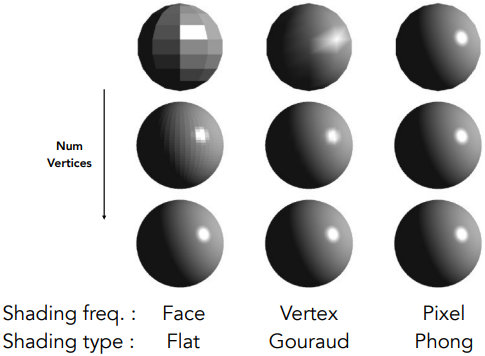 Num
Vertices
Shading freq. : Face Vertex Pixel
Shading type : Flat Gouraud Phong